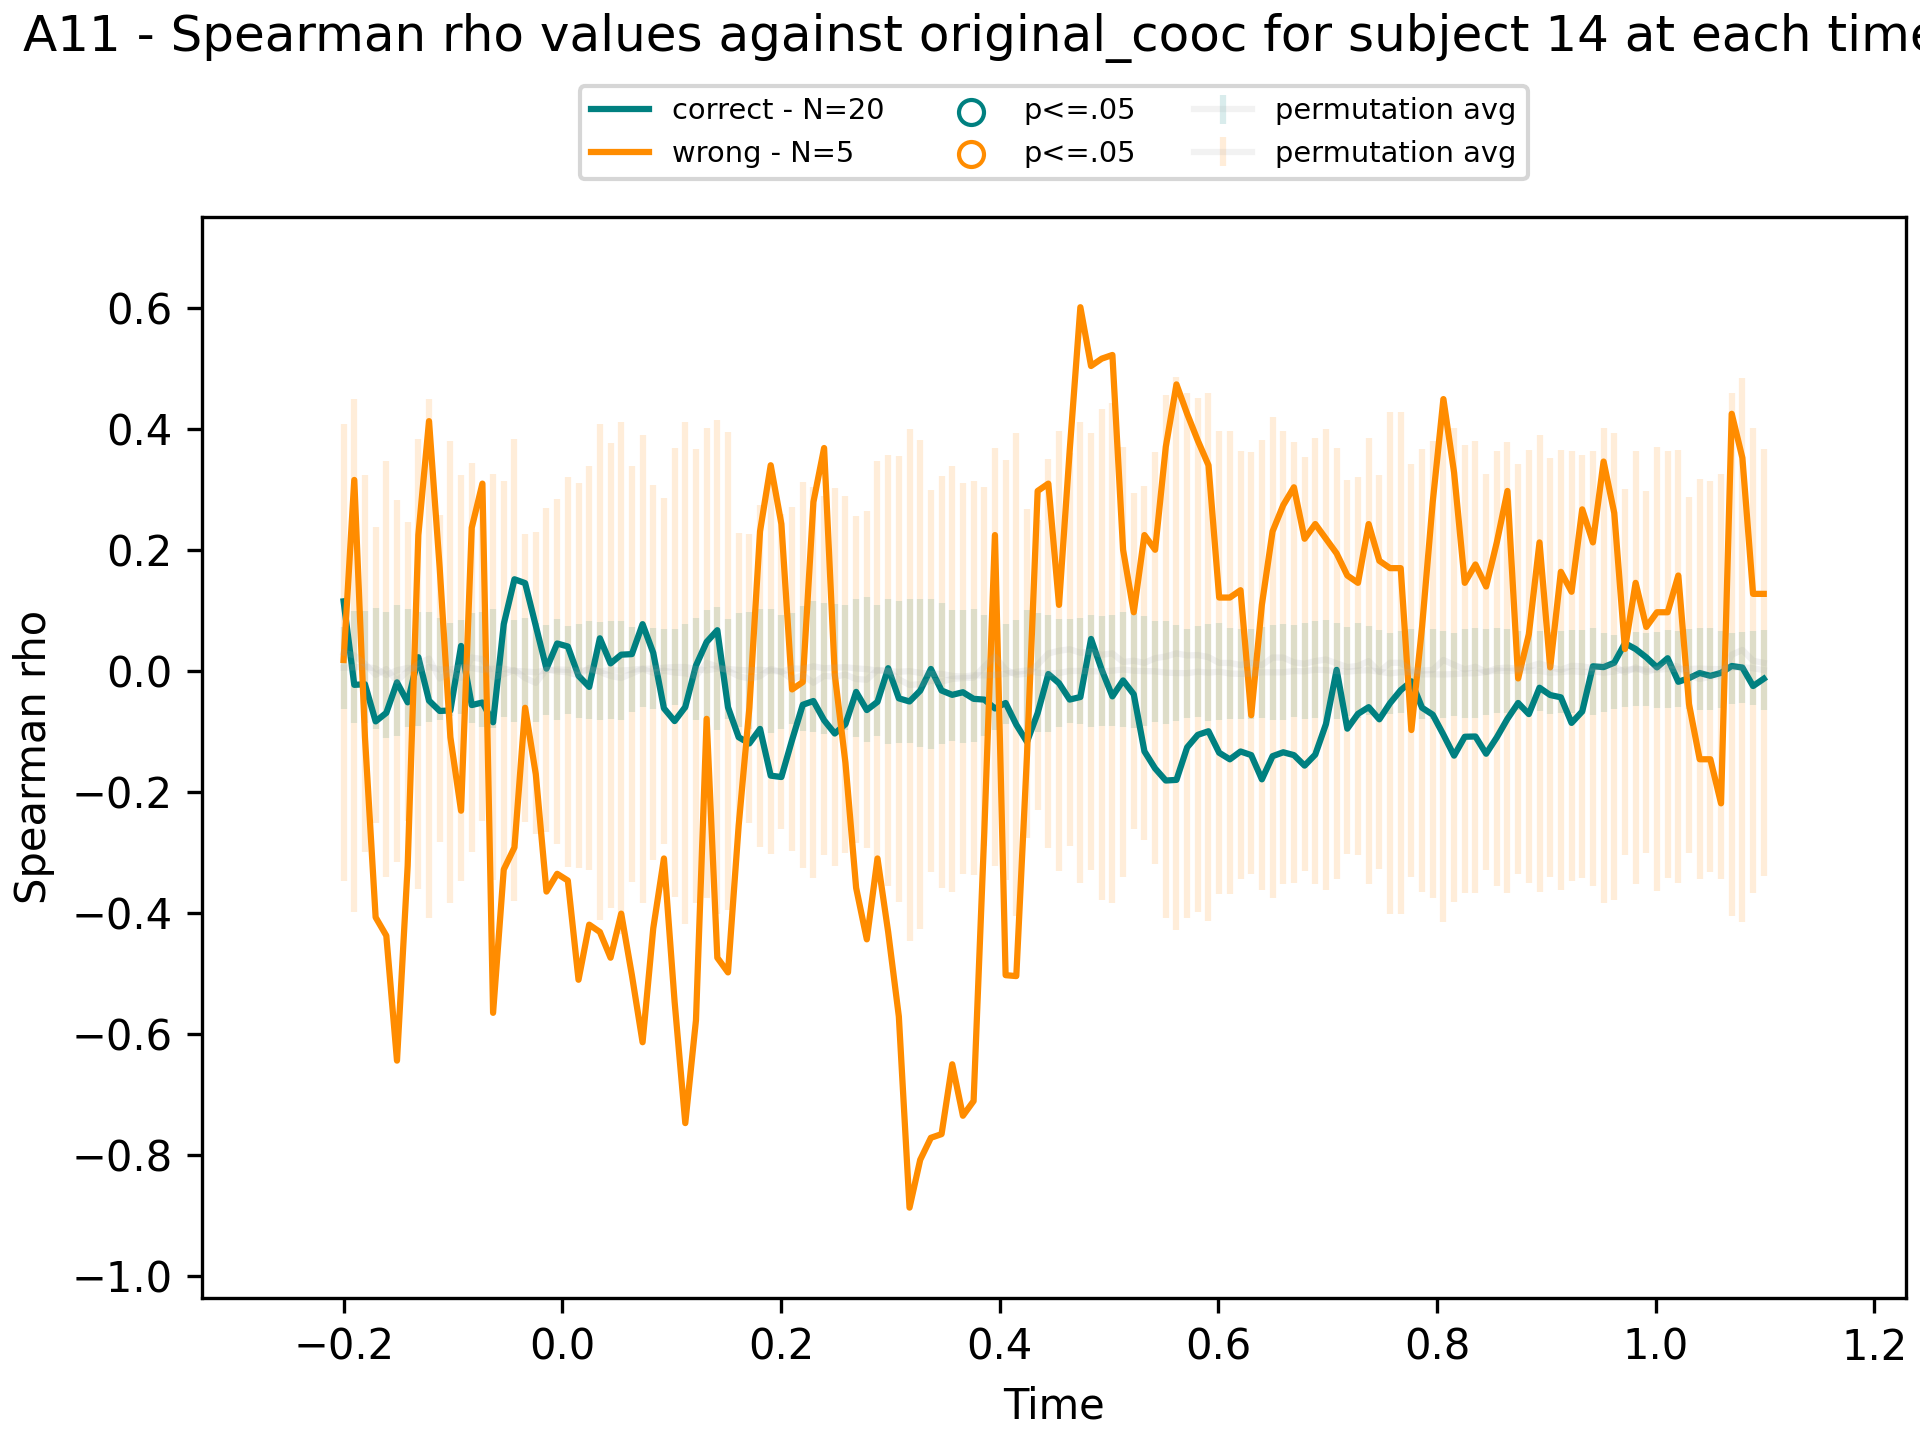 A11 - Spearman rho values against original_cooc for subject 14 at each time
correct - N=20
wrong - N=5
p<=.05
p<=.05
permutation avg
permutation avg
Spearman rho
0.6
0.4
0.2
0.0
−0.2
−0.4
−0.6
−0.8
−1.0
−0.2
0.0
0.2
0.4
0.6
0.8
1.0
1.2
Time